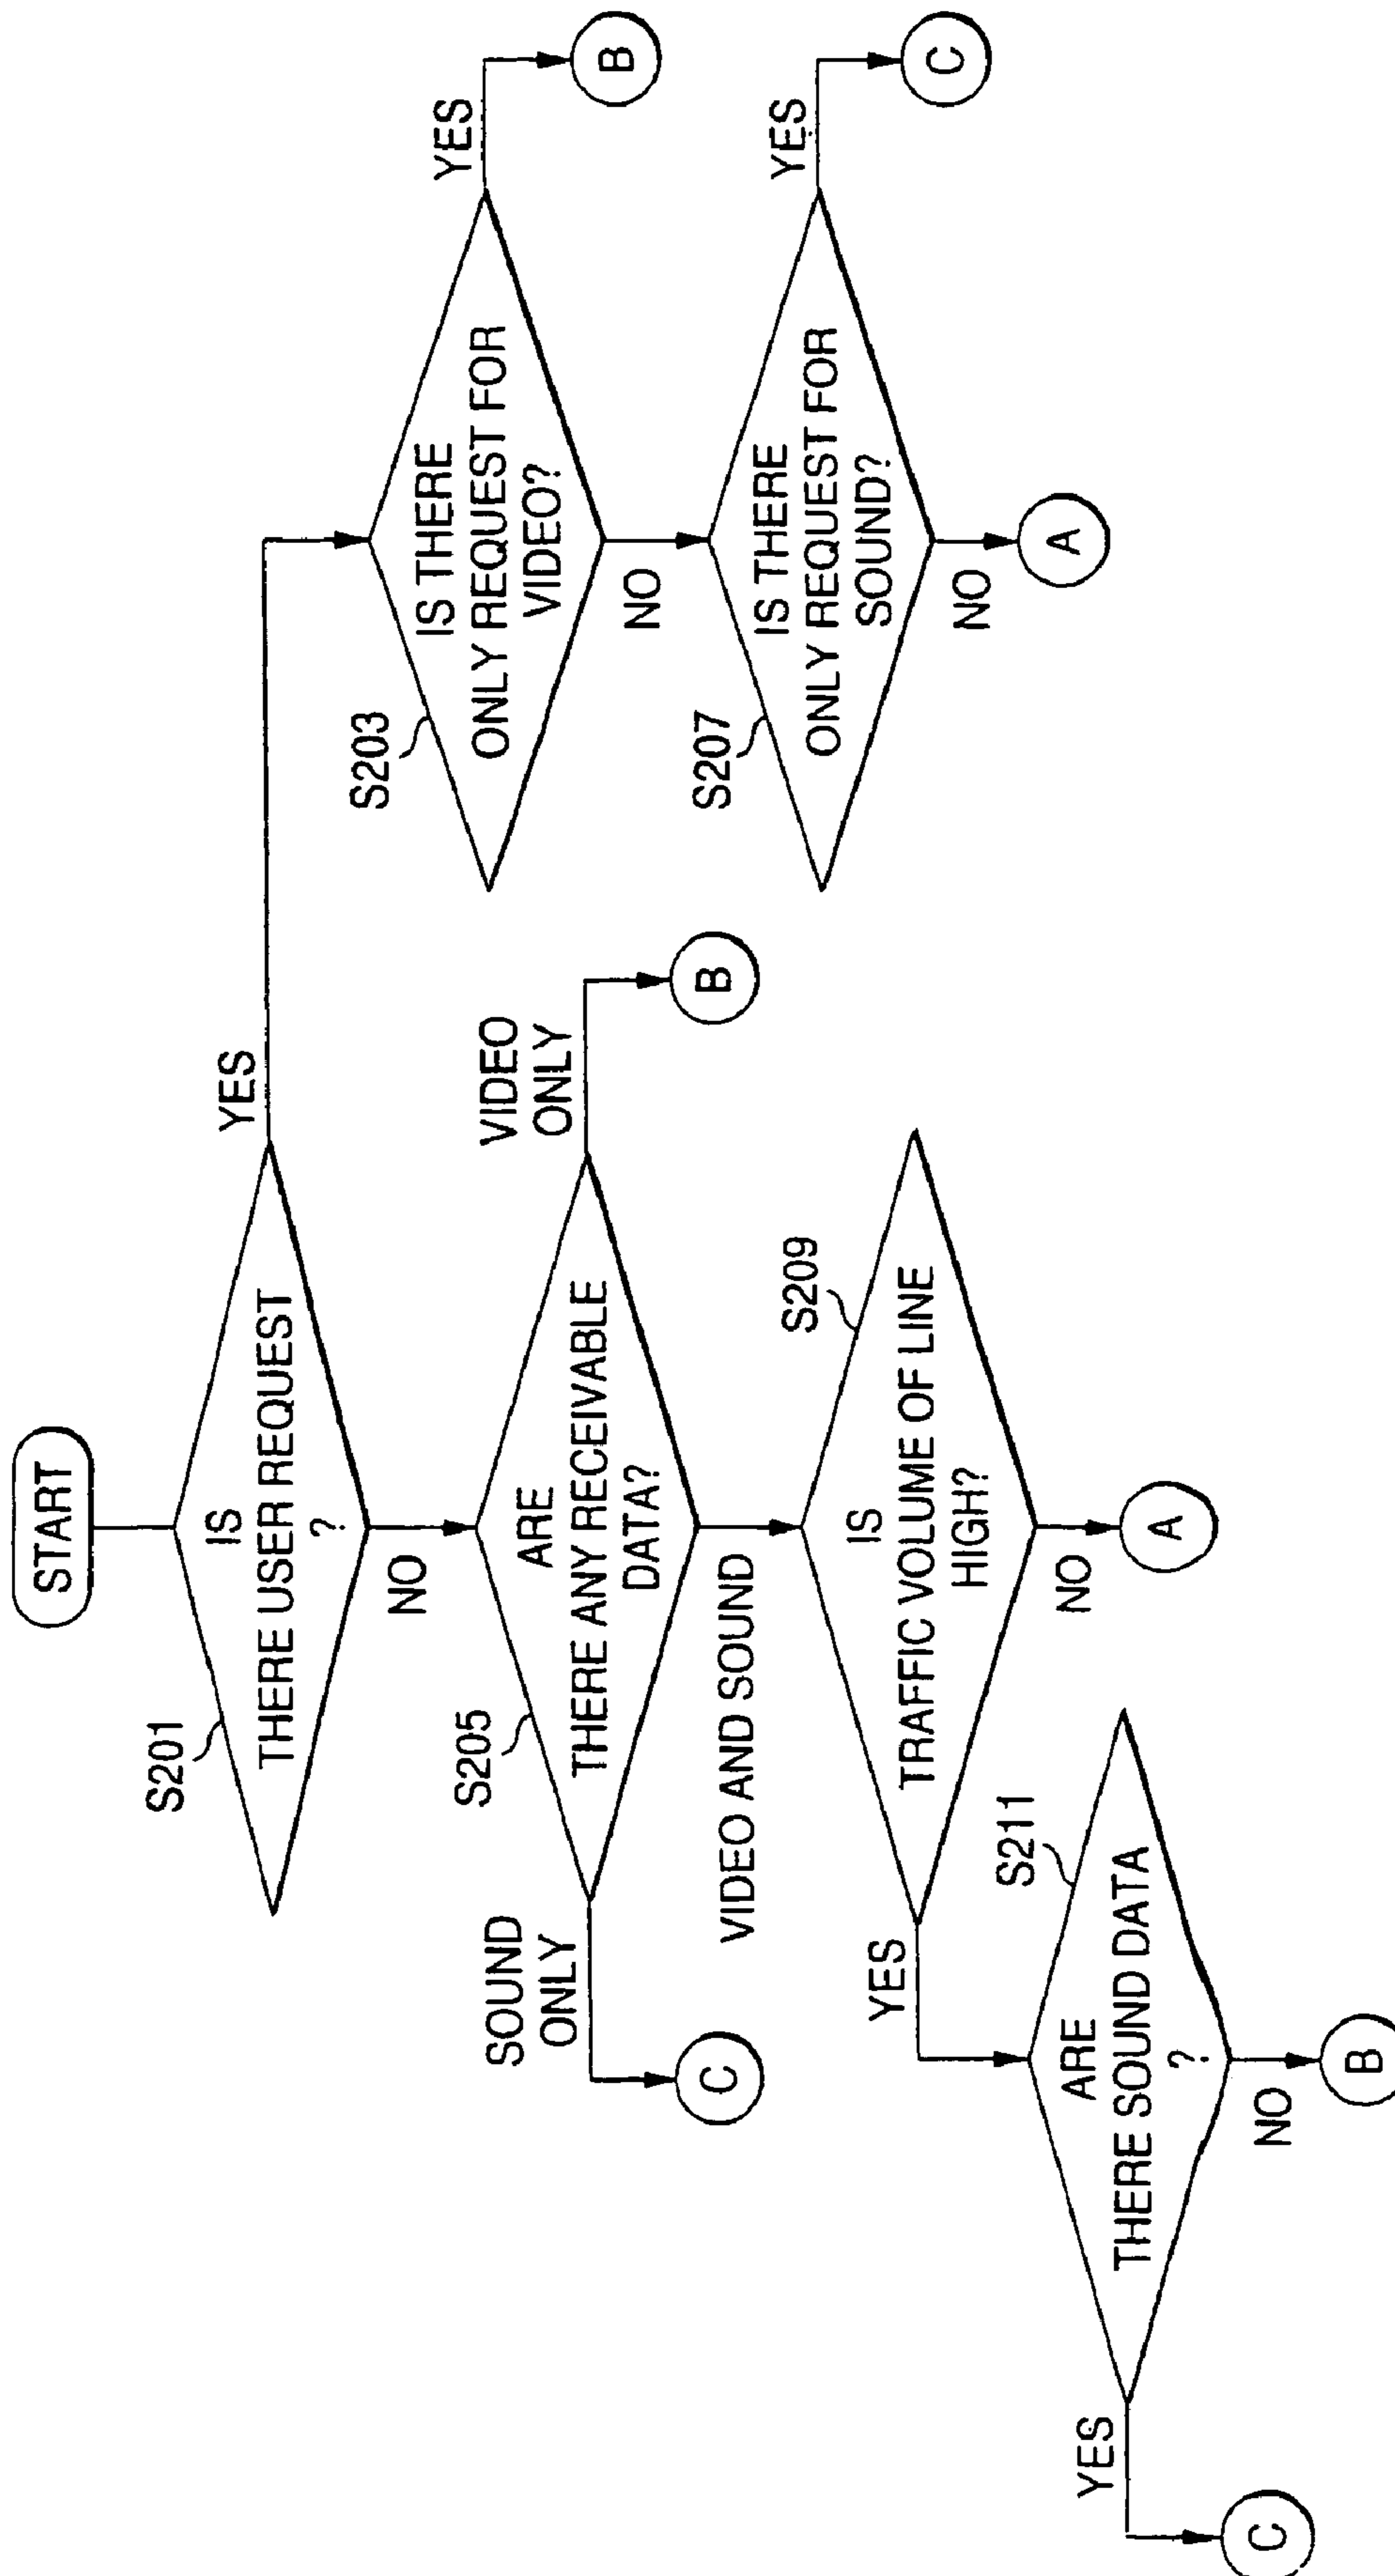 START
S201
IS
THERE USER REQUEST
?
YES
NO
S203
IS THERE
ONLY REQUEST FOR
VIDEO?
YES
B
NO
S205
ARE
THERE ANY RECEIVABLE
DATA?
SOUND
ONLY
C
VIDEO
ONLY
B
VIDEO AND SOUND
S207
IS THERE
ONLY REQUEST FOR
SOUND?
YES
C
NO
A
S209
IS
TRAFFIC VOLUME OF LINE
HIGH?
YES
NO
A
S211
ARE
THERE SOUND DATA
?
YES
C
NO
B